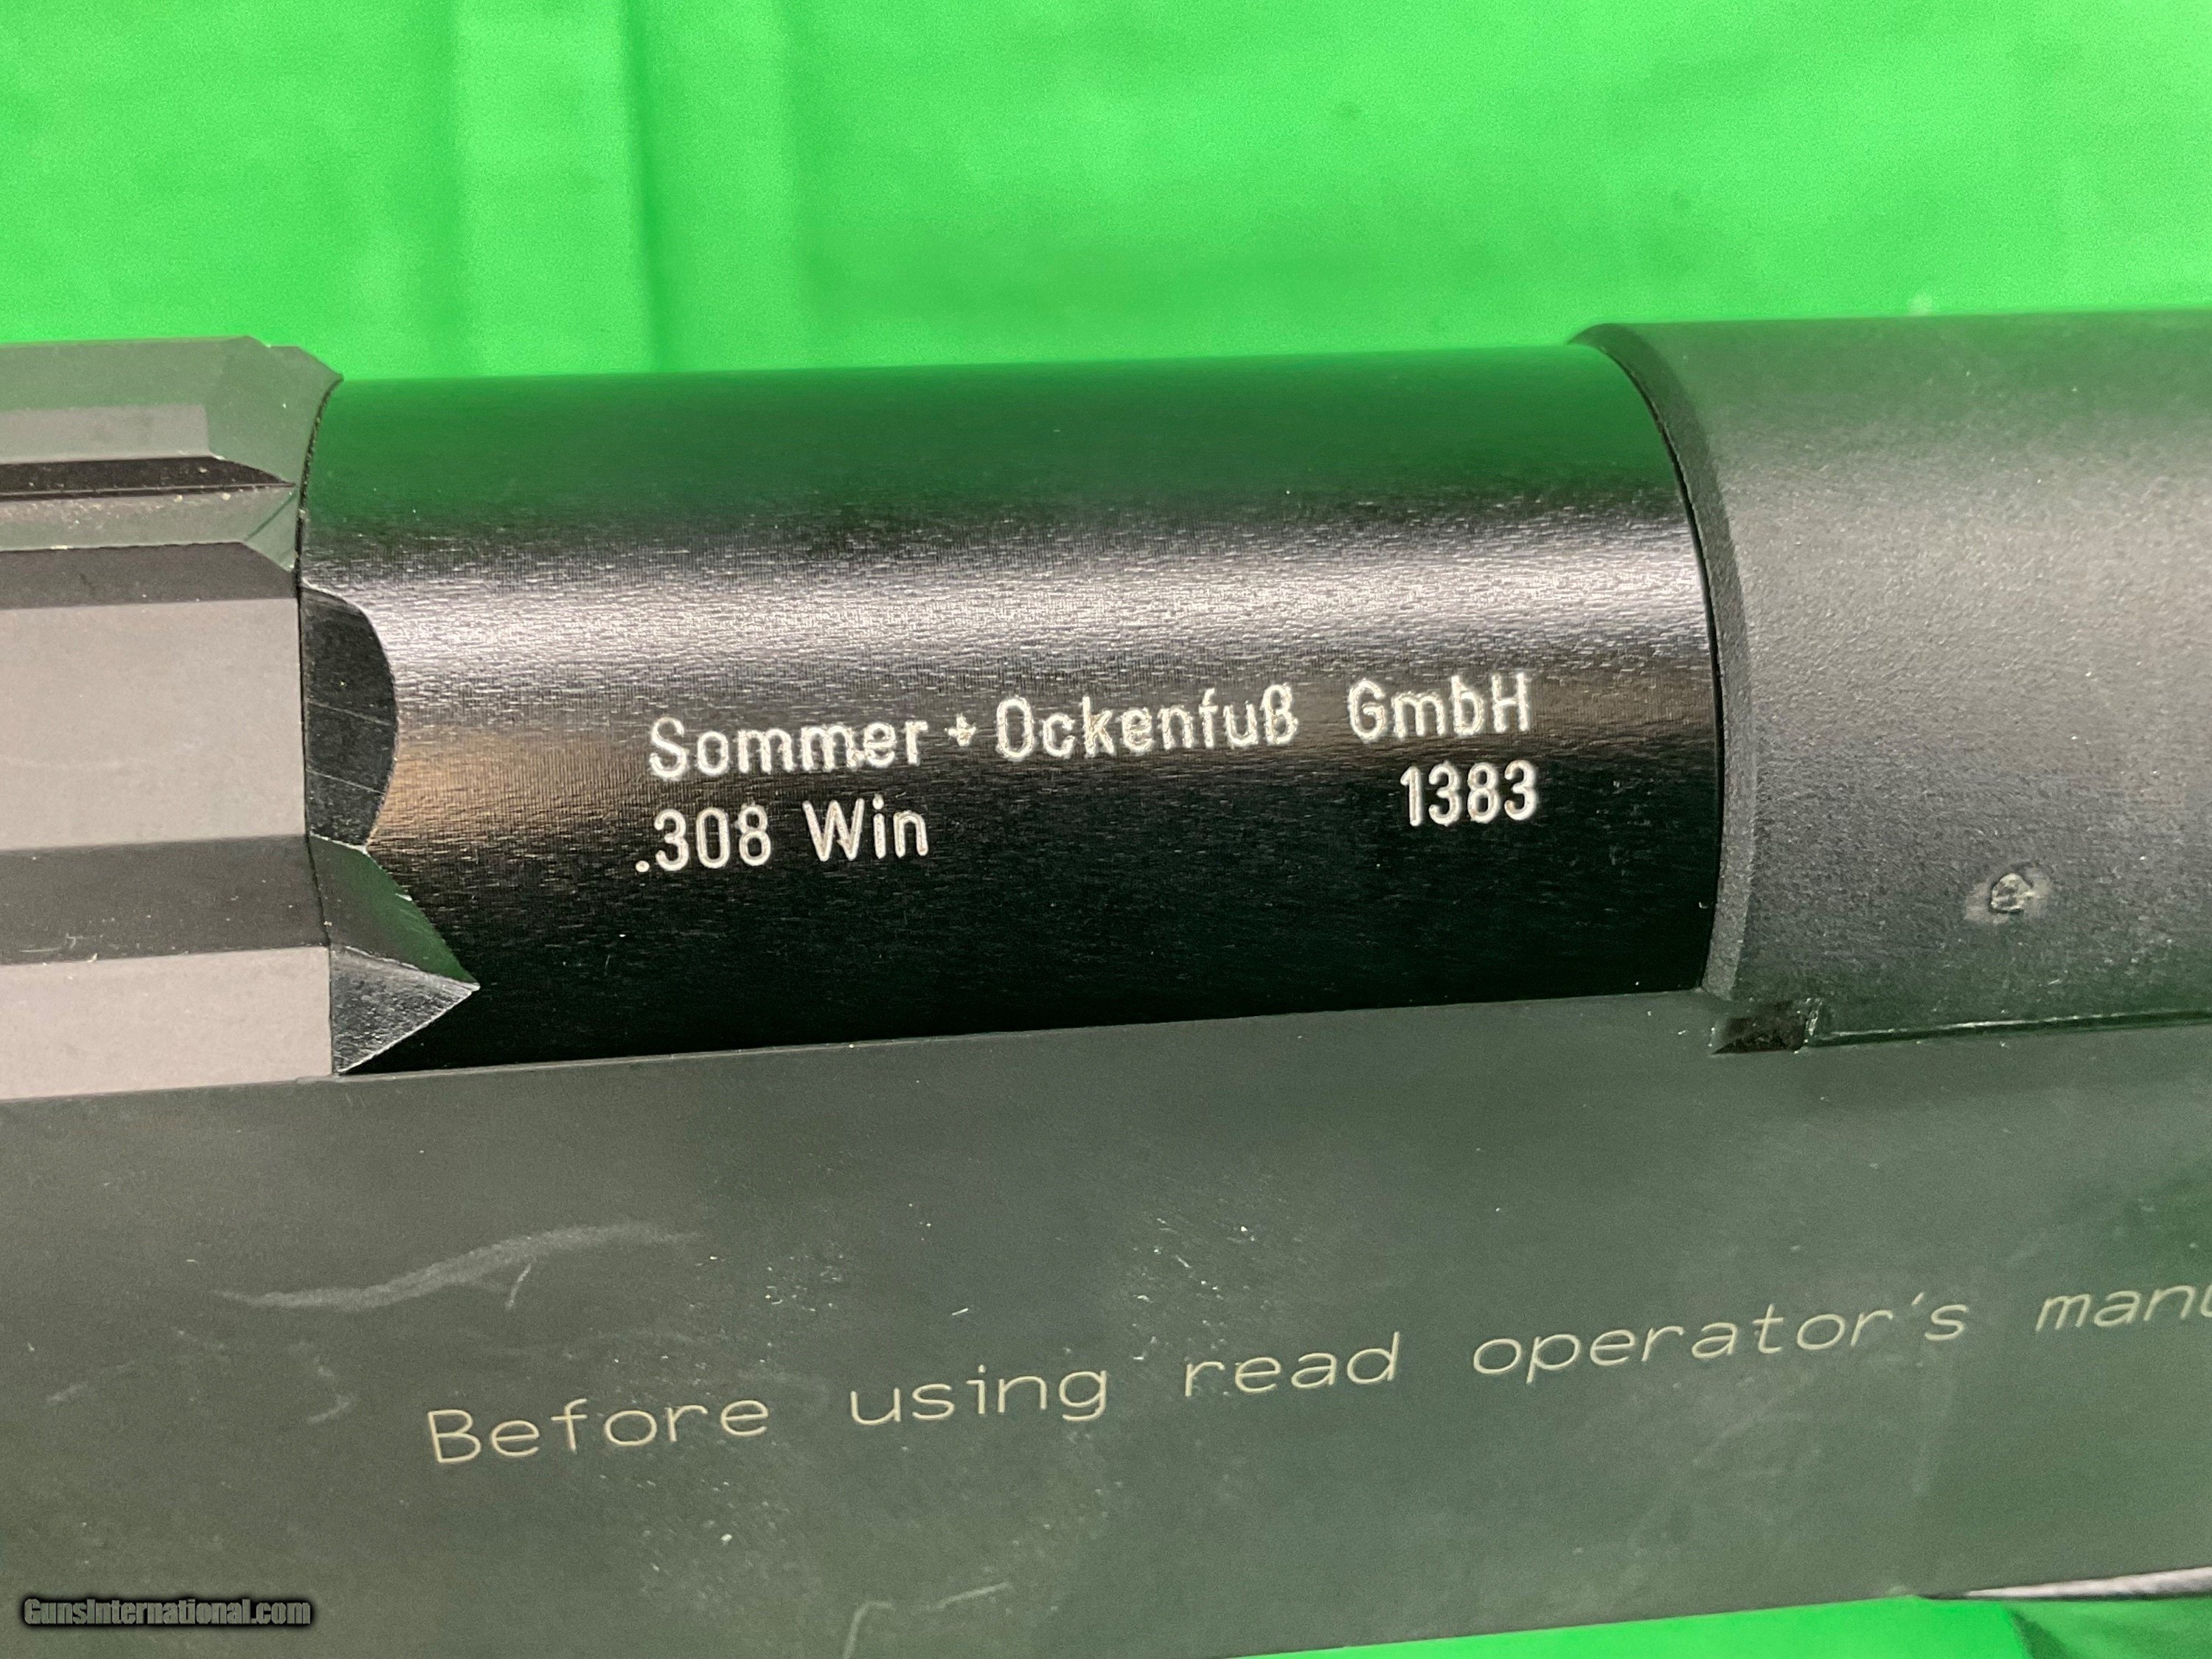 Sommer + Ockenfuß GmbH
.308 Win 1383
Before using read operator's
GunsInternational.com